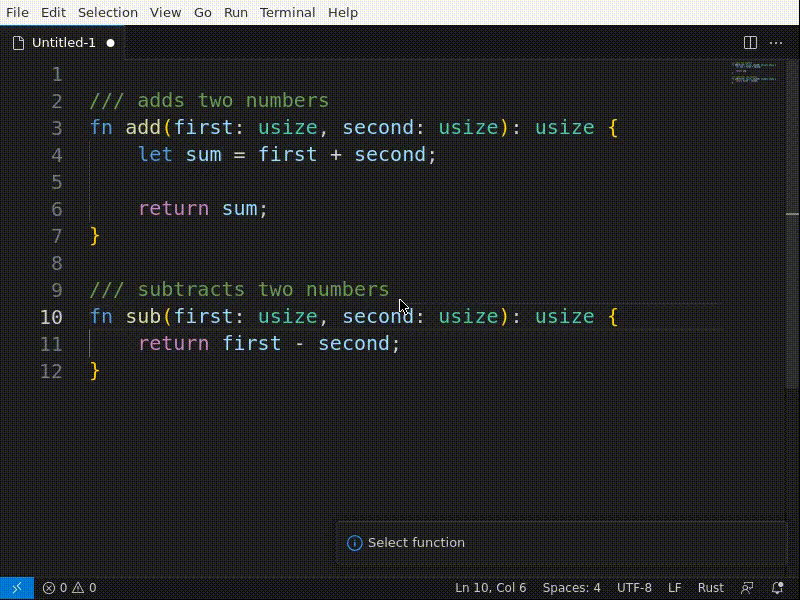 File Edit Selection View Go Run Terminal Help
Untitled-1
1
2 /// adds two numbers
3 fn add(first: usize, second: usize): usize {
4     let sum = first + second;
5
6     return sum;
7 }
8
9 /// subtracts two numbers
10 fn sub(first: usize, second: usize): usize {
11     return first - second;
12 }
Select function
0 0 Ln 10, Col 6 Spaces: 4 UTF-8 LF Rust